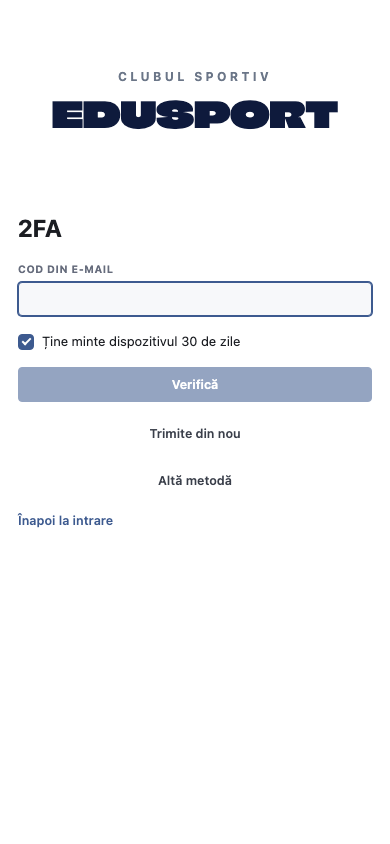 CLUBUL SPORTIV
EDUSPORT
2FA
COD DIN E-MAIL
Ține minte dispozitivul 30 de zile
Verifică
Trimite din nou
Altă metodă
Înapoi la intrare